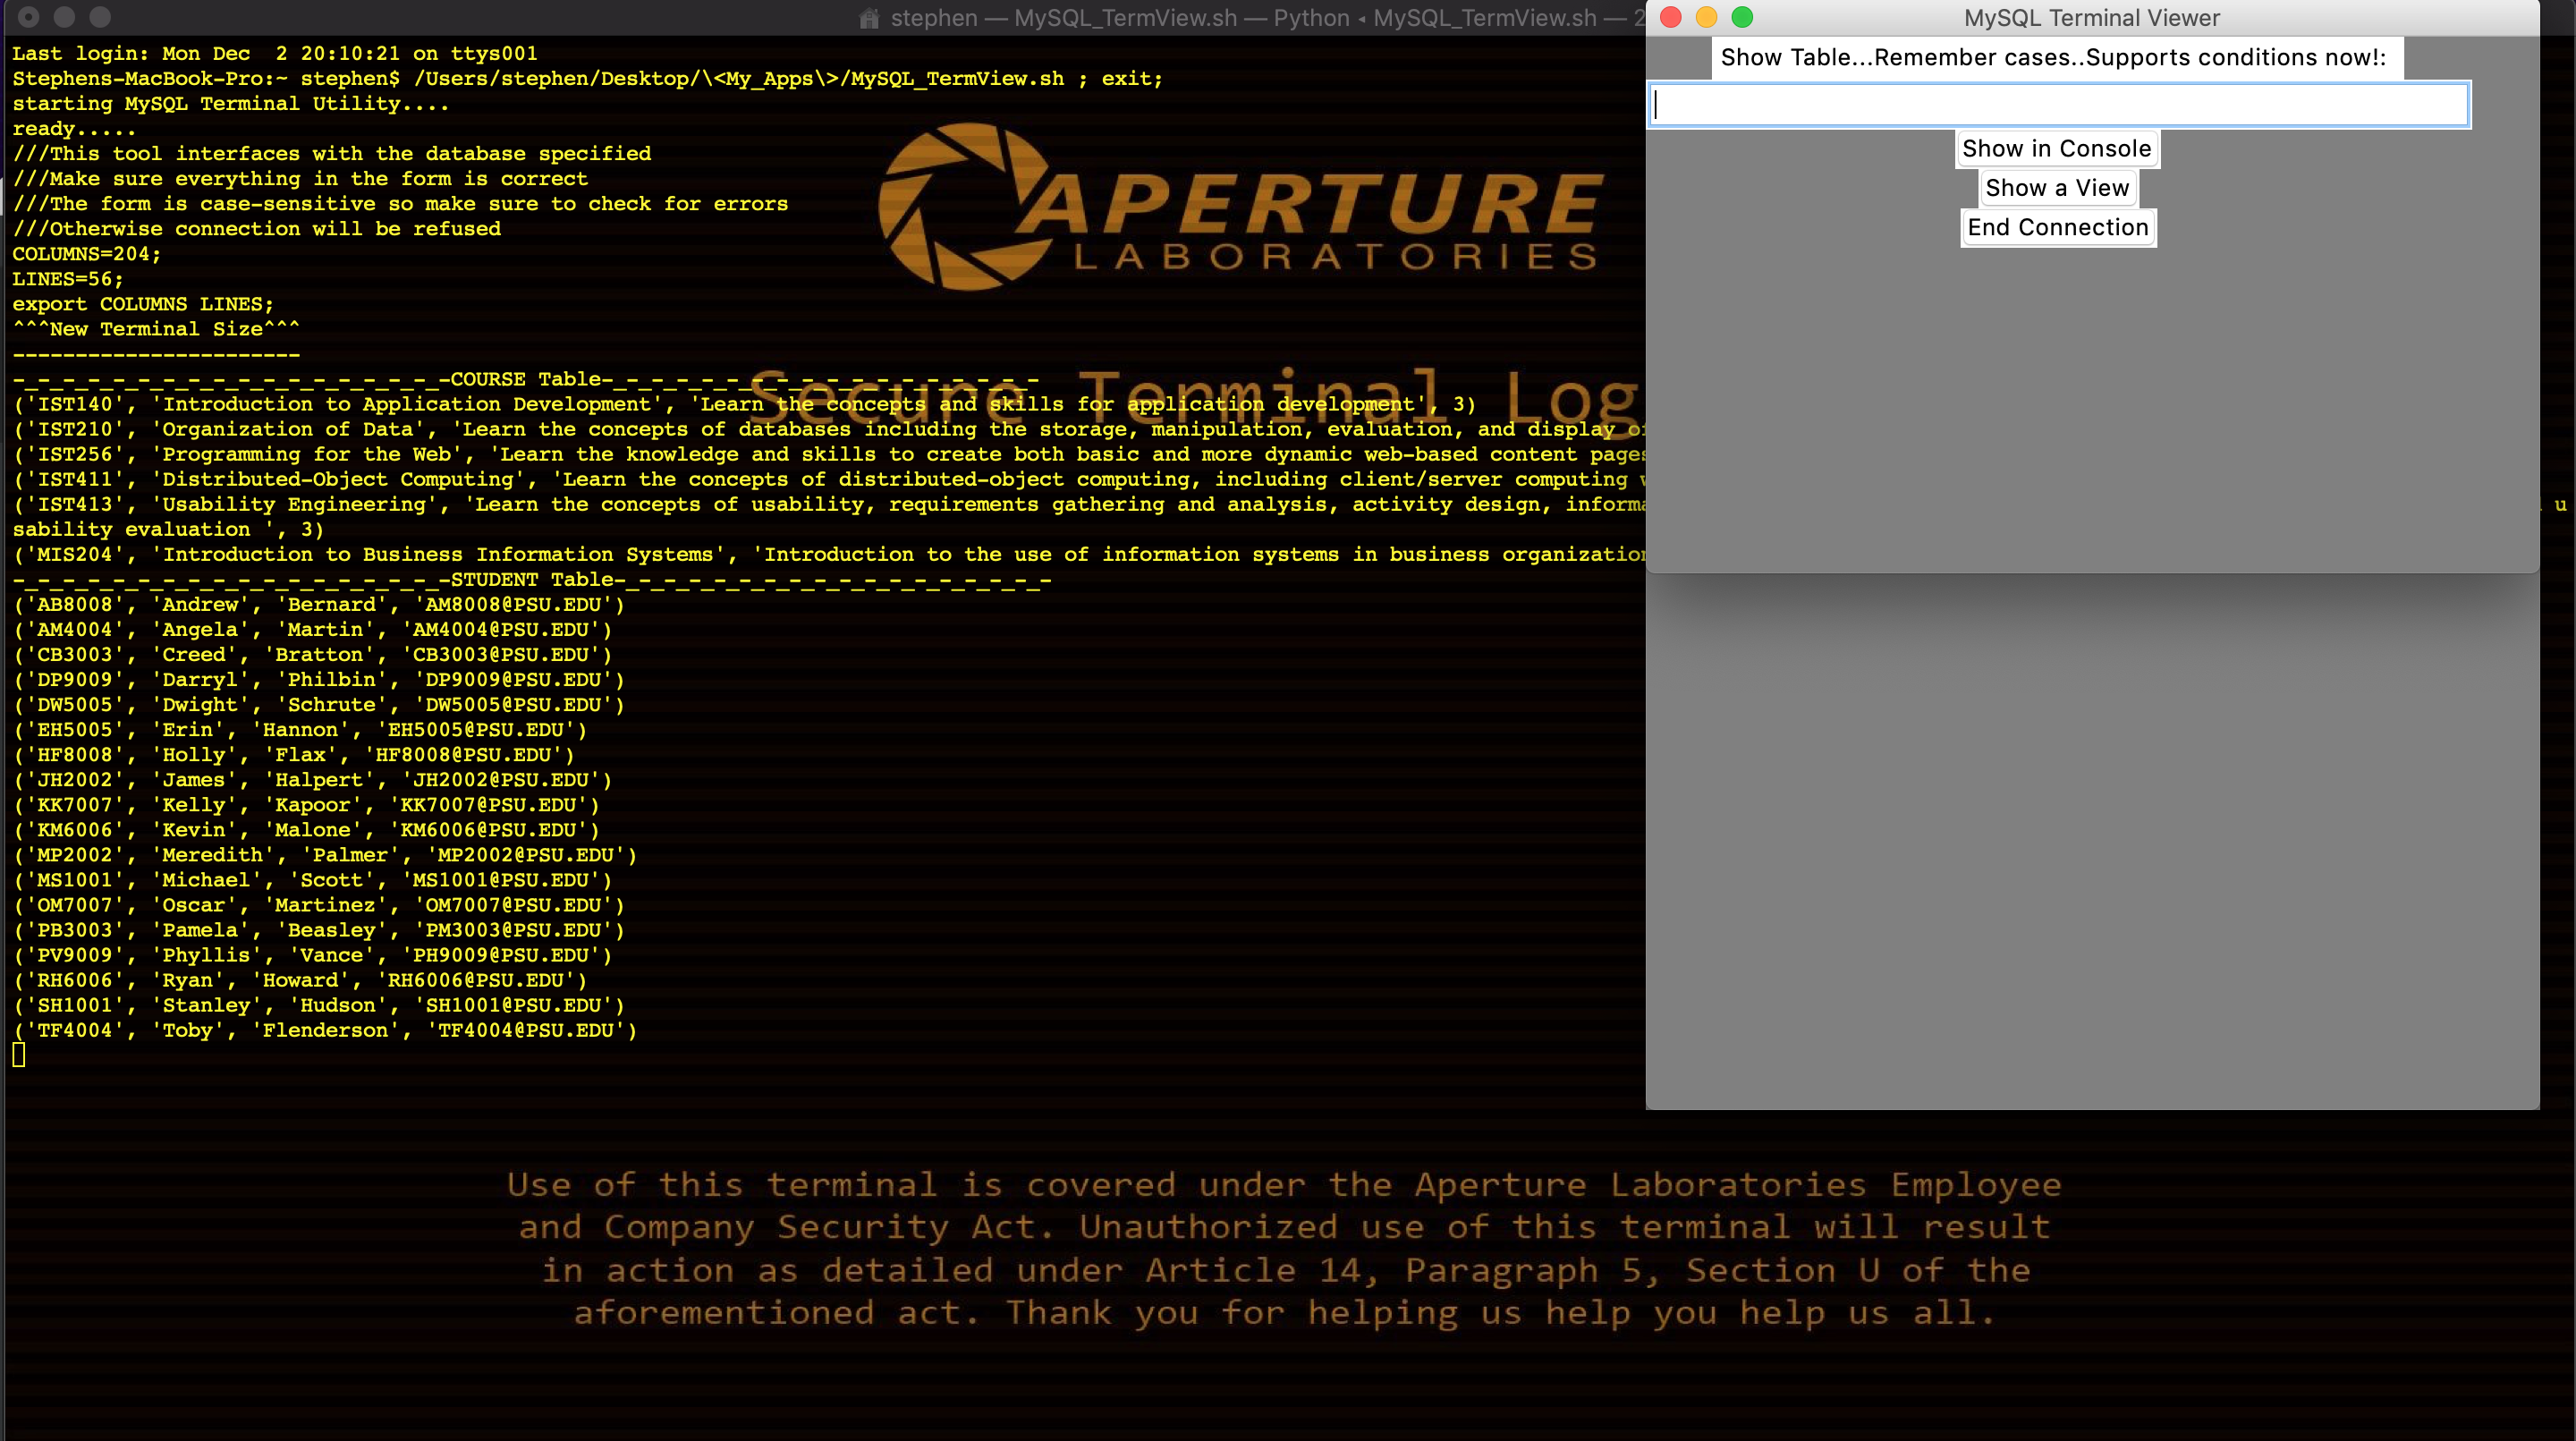 stephen — MySQL_TermView.sh — Python ◂ MySQL_TermView.sh — 2
Last login: Mon Dec  2 20:10:21 on ttys001
Stephens-MacBook-Pro:~ stephen$ /Users/stephen/Desktop/\<My_Apps\>/MySQL_TermView.sh ; exit;
starting MySQL Terminal Utility....
ready.....
///This tool interfaces with the database specified
///Make sure everything in the form is correct
///The form is case-sensitive so make sure to check for errors
///Otherwise connection will be refused
COLUMNS=204;
LINES=56;
export COLUMNS LINES;
^^^New Terminal Size^^^
-----------------------
-_-_-_-_-_-_-_-_-_-_-_-_-_-_-_-_-_-COURSE Table-_-_-_-_-_-_-_-_-_-_-_-_-_-_-_-_-_-
('IST140', 'Introduction to Application Development', 'Learn the concepts and skills for application development', 3)
('IST210', 'Organization of Data', 'Learn the concepts of databases including the storage, manipulation, evaluation, and display of
('IST256', 'Programming for the Web', 'Learn the knowledge and skills to create both basic and more dynamic web-based content pages
('IST411', 'Distributed-Object Computing', 'Learn the concepts of distributed-object computing, including client/server computing
('IST413', 'Usability Engineering', 'Learn the concepts of usability, requirements gathering and analysis, activity design, informa u
sability evaluation ', 3)
('MIS204', 'Introduction to Business Information Systems', 'Introduction to the use of information systems in business organization
-_-_-_-_-_-_-_-_-_-_-_-_-_-_-_-_-_-STUDENT Table-_-_-_-_-_-_-_-_-_-_-_-_-_-_-_-_-_-
('AB8008', 'Andrew', 'Bernard', 'AM8008@PSU.EDU')
('AM4004', 'Angela', 'Martin', 'AM4004@PSU.EDU')
('CB3003', 'Creed', 'Bratton', 'CB3003@PSU.EDU')
('DP9009', 'Darryl', 'Philbin', 'DP9009@PSU.EDU')
('DW5005', 'Dwight', 'Schrute', 'DW5005@PSU.EDU')
('EH5005', 'Erin', 'Hannon', 'EH5005@PSU.EDU')
('HF8008', 'Holly', 'Flax', 'HF8008@PSU.EDU')
('JH2002', 'James', 'Halpert', 'JH2002@PSU.EDU')
('KK7007', 'Kelly', 'Kapoor', 'KK7007@PSU.EDU')
('KM6006', 'Kevin', 'Malone', 'KM6006@PSU.EDU')
('MP2002', 'Meredith', 'Palmer', 'MP2002@PSU.EDU')
('MS1001', 'Michael', 'Scott', 'MS1001@PSU.EDU')
('OM7007', 'Oscar', 'Martinez', 'OM7007@PSU.EDU')
('PB3003', 'Pamela', 'Beasley', 'PM3003@PSU.EDU')
('PV9009', 'Phyllis', 'Vance', 'PH9009@PSU.EDU')
('RH6006', 'Ryan', 'Howard', 'RH6006@PSU.EDU')
('SH1001', 'Stanley', 'Hudson', 'SH1001@PSU.EDU')
('TF4004', 'Toby', 'Flenderson', 'TF4004@PSU.EDU')
APERTURE
LABORATORIES
Secure Terminal Log
Use of this terminal is covered under the Aperture Laboratories Employee
and Company Security Act. Unauthorized use of this terminal will result
in action as detailed under Article 14, Paragraph 5, Section U of the
aforementioned act. Thank you for helping us help you help us all.
MySQL Terminal Viewer
Show Table...Remember cases..Supports conditions now!:
Show in Console
Show a View
End Connection